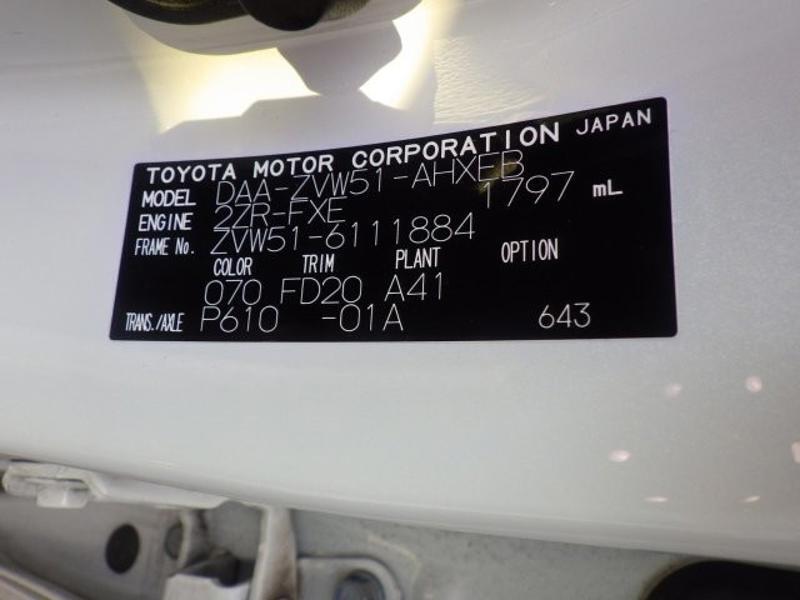 TOYOTA MOTOR CORPORATION JAPAN
MODEL DAA-ZVW51-AHXEB
ENGINE 2ZR-FXE 1797 mL
FRAME No. ZVW51-6111884
COLOR TRIM PLANT OPTION
070 FD20 A41
TRANS./AXLE P610 -01A 643